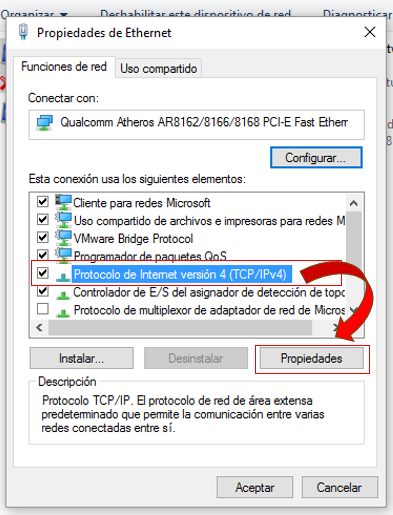 Organizar Deshabilitar este dispositivo de red Diagnosticar
Propiedades de Ethernet
Funciones de red Uso compartido
Conectar con:
Qualcomm Atheros AR8162/8166/8168 PCI-E Fast Ethern
Configurar...
Esta conexión usa los siguientes elementos:
Cliente para redes Microsoft
Uso compartido de archivos e impresoras para redes M
VMware Bridge Protocol
Programador de paquetes QoS
Protocolo de Internet versión 4 (TCP/IPv4)
Controlador de E/S del asignador de detección de topo
Protocolo de multiplexor de adaptador de red de Micros
Instalar... Desinstalar Propiedades
Descripción
Protocolo TCP/IP. El protocolo de red de área extensa
predeterminado que permite la comunicación entre varias
redes conectadas entre sí.
Aceptar Cancelar